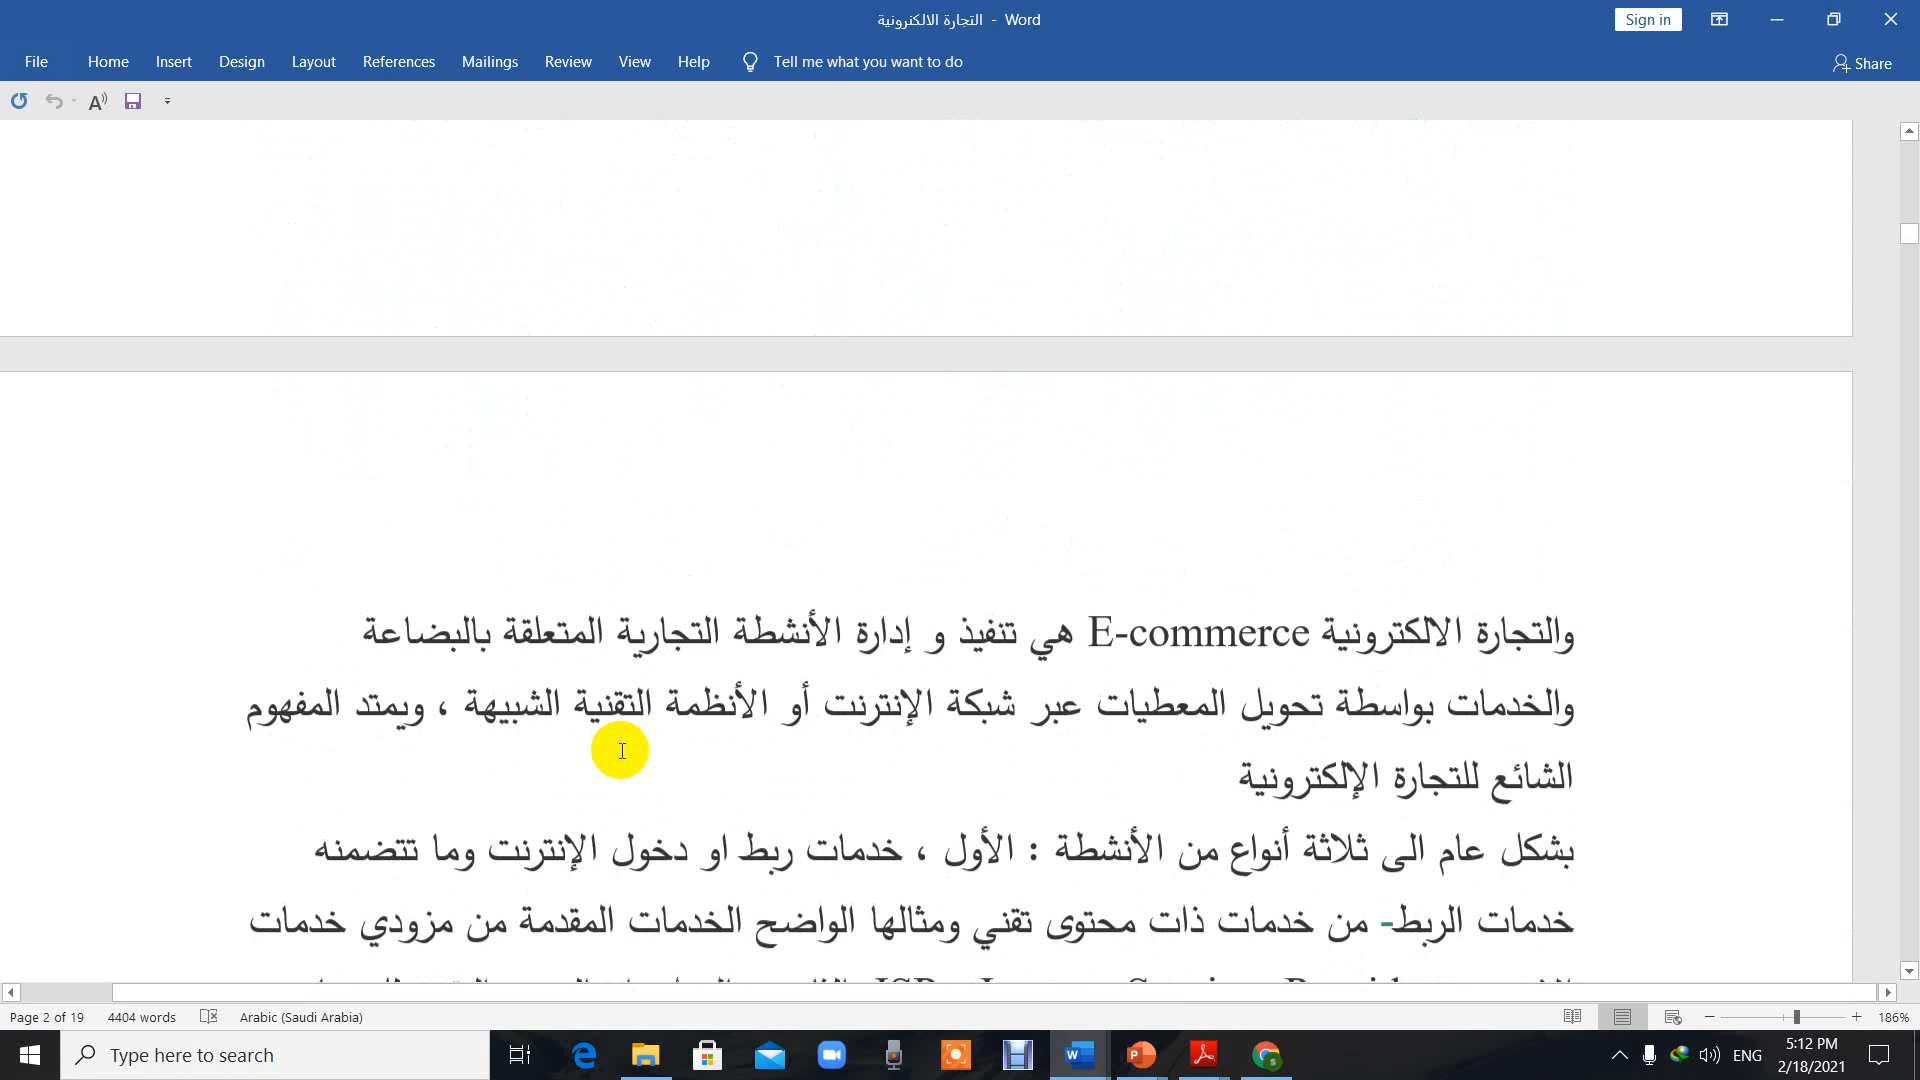 التجارة الالكنرونية - Word
Sign in
File Home Insert Design Layout References Mailings Review View Help Tell me what you want to do
Share
والتجارة الالكترونية E-commerce هي تنفيذ و إدارة الأنشطة التجارية المتعلقة بالبضاعة
والخدمات بواسطة تحويل المعطيات عبر شبكة الإنترنت أو الأنظمة التقنية الشبيهة ، ويمتد المفهوم
الشائع للتجارة الإلكترونية
بشكل عام الى ثلاثة أنواع من الأنشطة : الأول ، خدمات ربط او دخول الإنترنت وما تتضمنه
خدمات الربط- من خدمات ذات محتوى تقني ومثالها الواضح الخدمات المقدمة من مزودي خدمات
Page 2 of 19 4404 words Arabic (Saudi Arabia) 186%
Type here to search
ENG
5:12 PM
2/18/2021